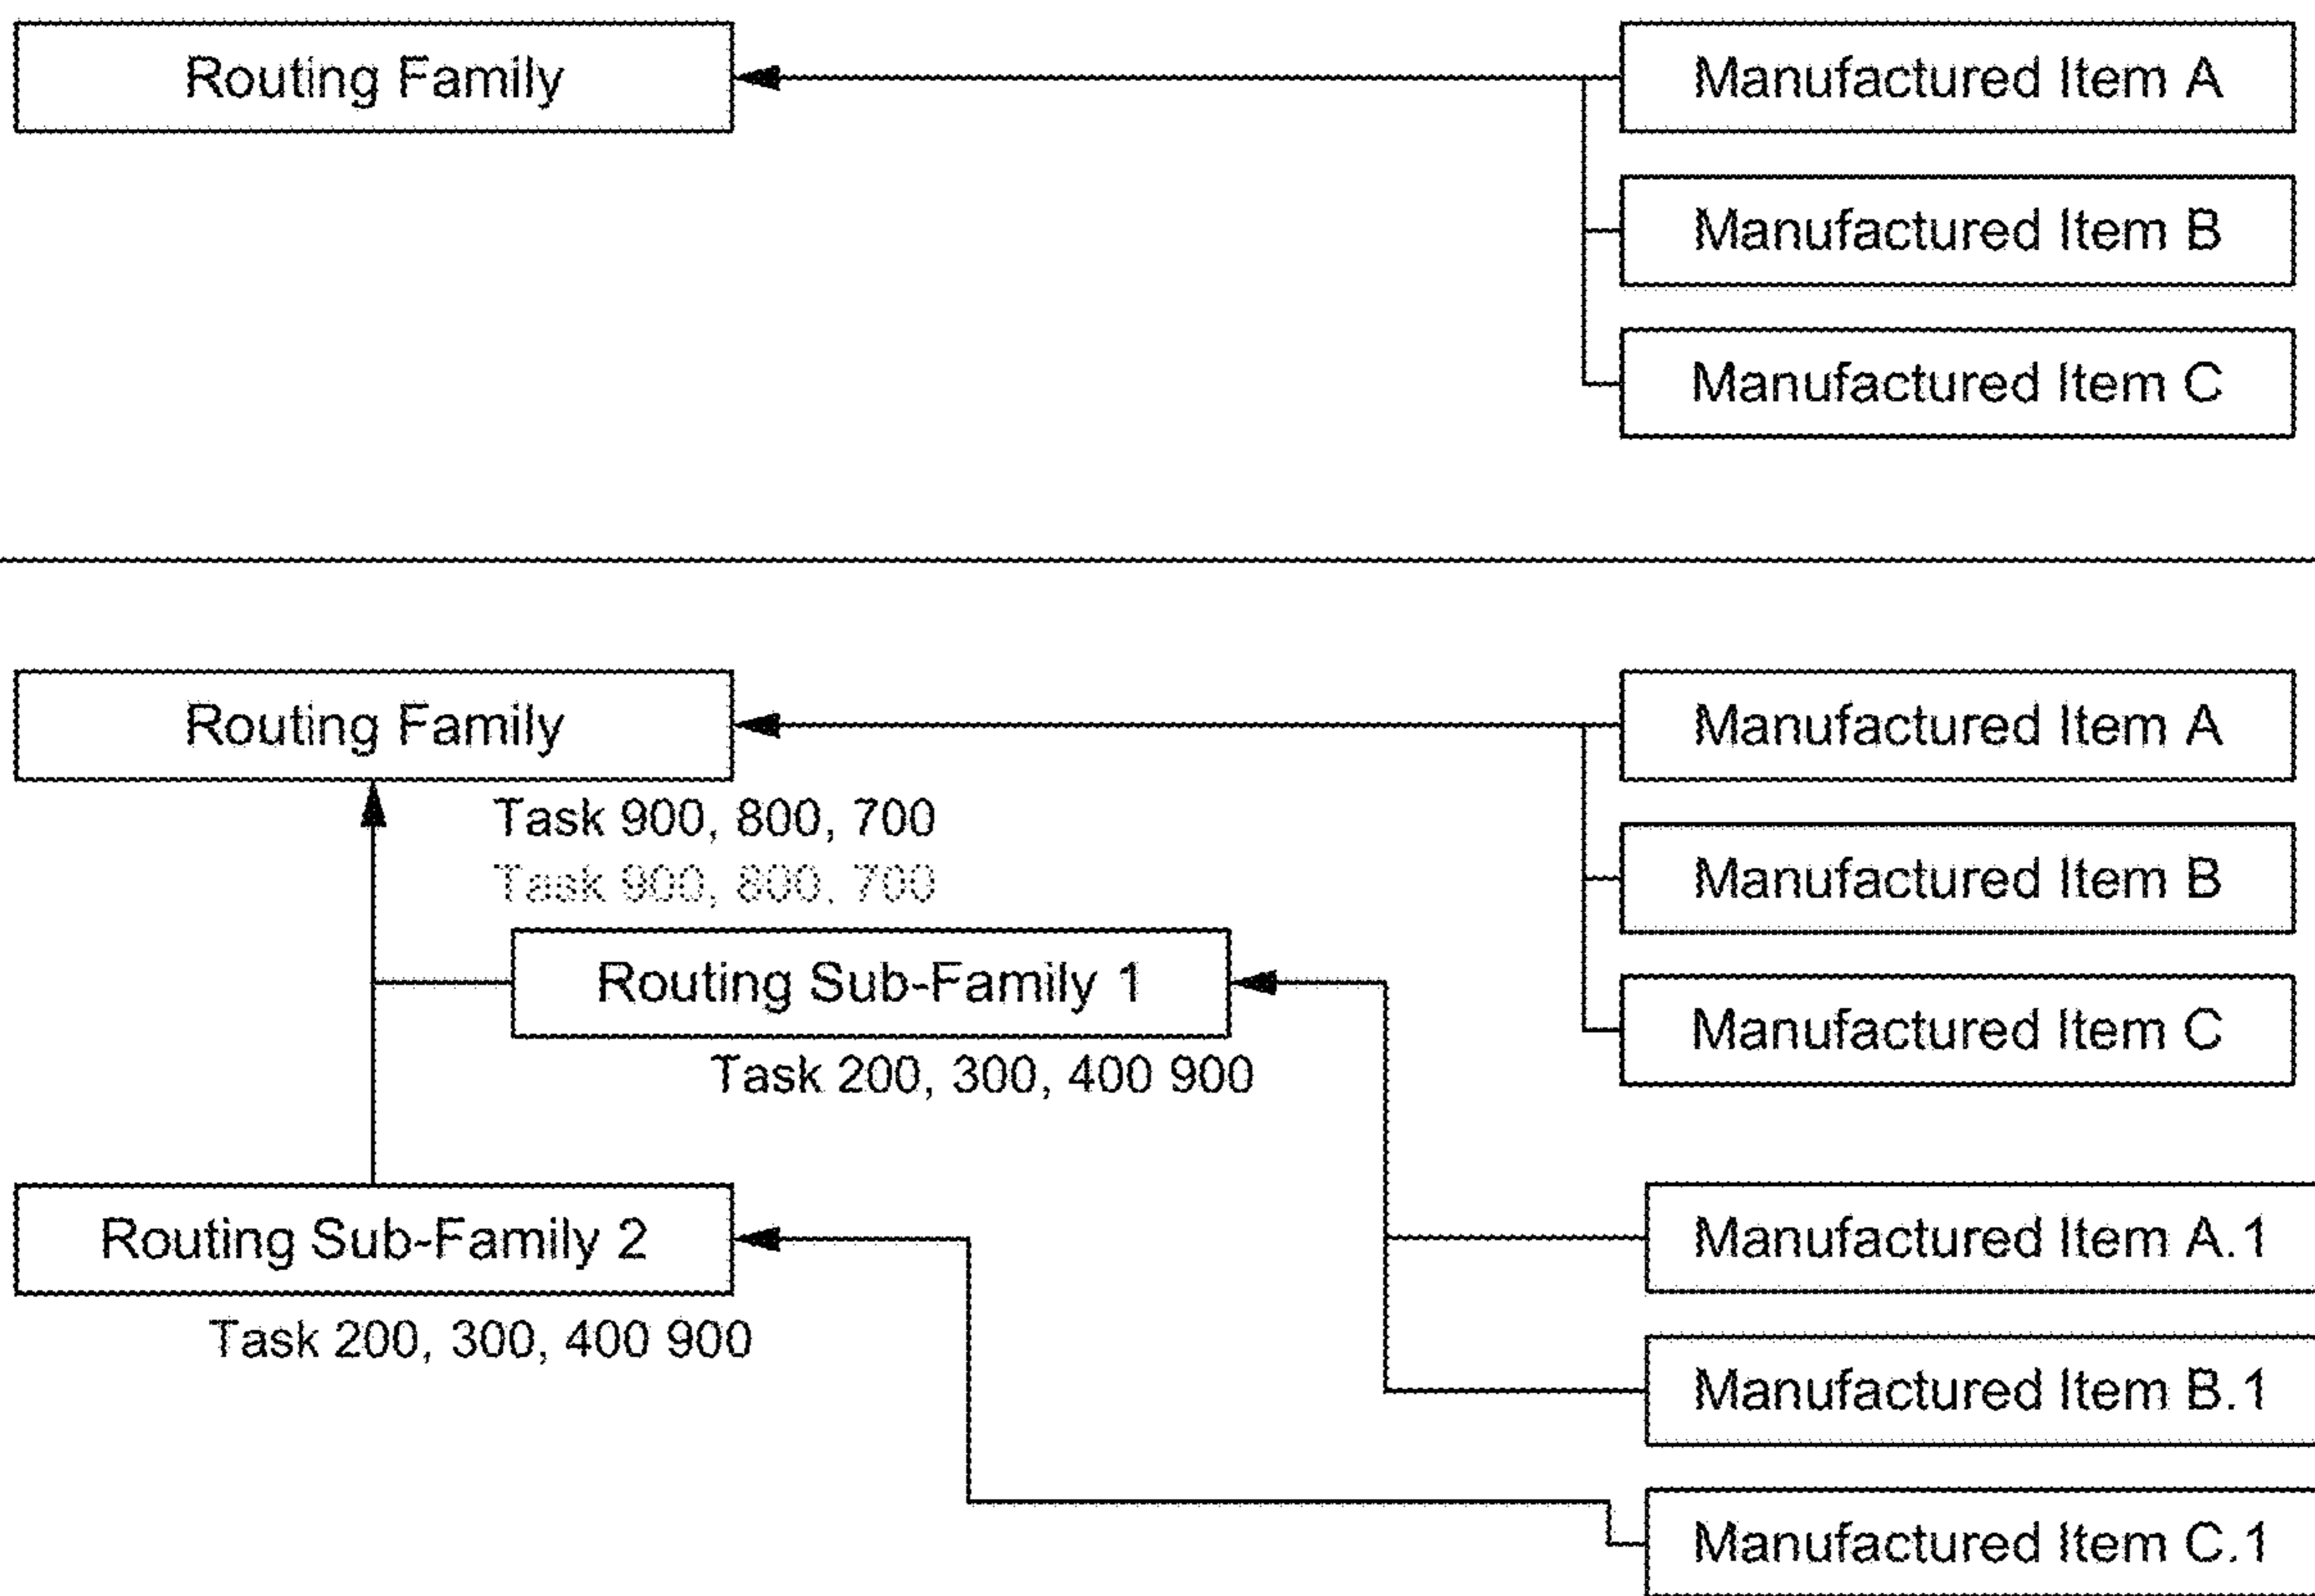 Routing Family
Manufactured Item A
Manufactured Item B
Manufactured Item C
Routing Family
Manufactured Item A
Task 900, 800, 700
Task 900, 800, 700
Manufactured Item B
Routing Sub-Family 1
Manufactured Item C
Task 200, 300, 400 900
Routing Sub-Family 2
Manufactured Item A.1
Task 200, 300, 400 900
Manufactured Item B.1
Manufactured Item C.1